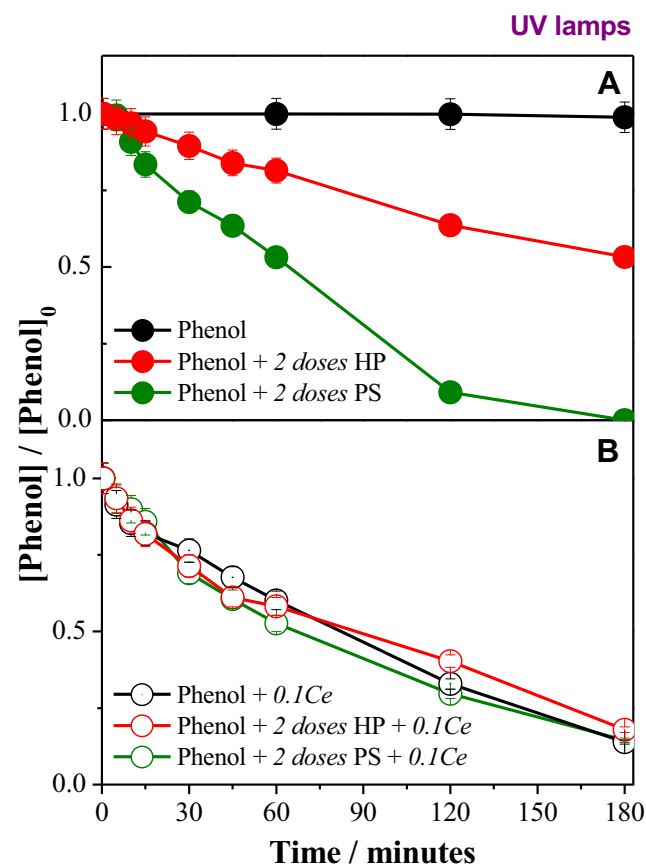 UV lamps
A
1.0
0.5
0.0
Phenol
Phenol + 2 doses HP
Phenol + 2 doses PS
[Phenol] / [Phenol]0
B
1.0
0.5
0.0
Phenol + 0.1Ce
Phenol + 2 doses HP + 0.1Ce
Phenol + 2 doses PS + 0.1Ce
0 30 60 90 120 150 180
Time / minutes